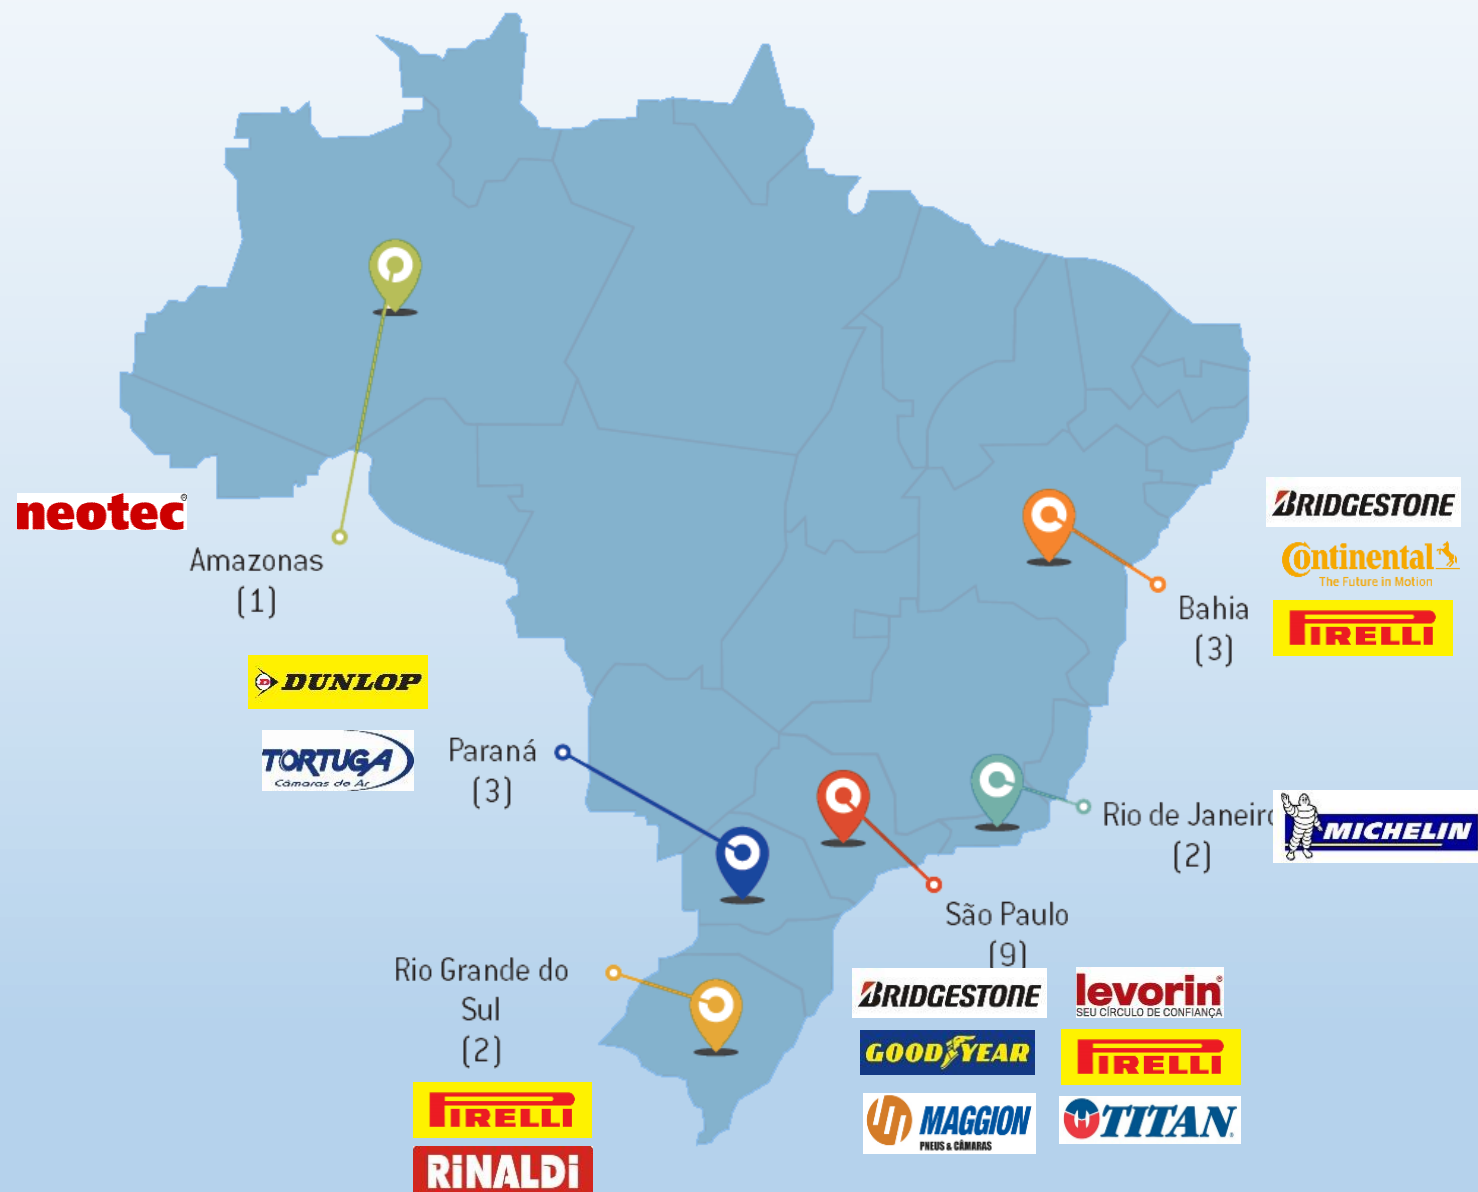 neotec
Amazonas
(1)
BRIDGESTONE
Continental
The Future in Motion
PIRELLI
Bahia
(3)
DUNLOP
TORTUGA
Câmaras de Ar
Paraná
(3)
Rio de Janeiro
(2)
MICHELIN
São Paulo
(9)
BRIDGESTONE
levorin
SEU CÍRCULO DE CONFIANÇA
GOODYEAR
PIRELLI
MAGGION
PNEUS & CÂMARAS
TITAN
Rio Grande do
Sul
(2)
PIRELLI
RiNALDi